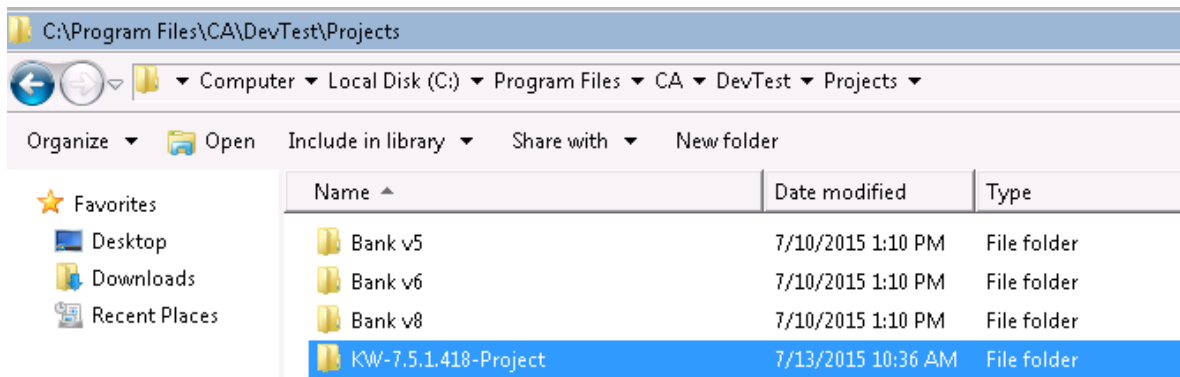 C:\Program Files\CA\DevTest\Projects
Computer Local Disk (C:) Program Files CA DevTest Projects
Organize Open Include in library Share with New folder
Favorites
Desktop
Downloads
Recent Places
Name Date modified Type
Bank v5 7/10/2015 1:10 PM File folder
Bank v6 7/10/2015 1:10 PM File folder
Bank v8 7/10/2015 1:10 PM File folder
KW-7.5.1.418-Project 7/13/2015 10:36 AM File folder